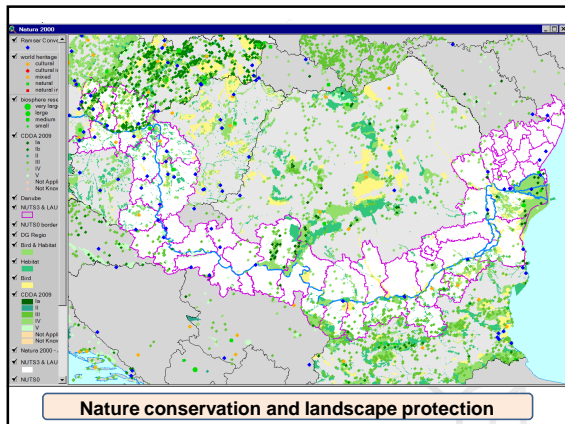 Natura 2000
Ramsar Conv
world heritage
cultural
cultural i
mixed
natural
natural i
biosphere rese
very larg
large
medium
small
CDDA 2009
Ia
Ib
II
III
IV
V
Not Appli
Not Know
Danube
NUTS3 & LAU
NUTS0 border
DG Regio
Bird & Habitat
Habitat
Bird
CDDA 2009
Ia
II
III
IV
V
Not Appli
Not Know
Natura 2000 -
NUTS3 & LAU
NUTS0
Nature conservation and landscape protection